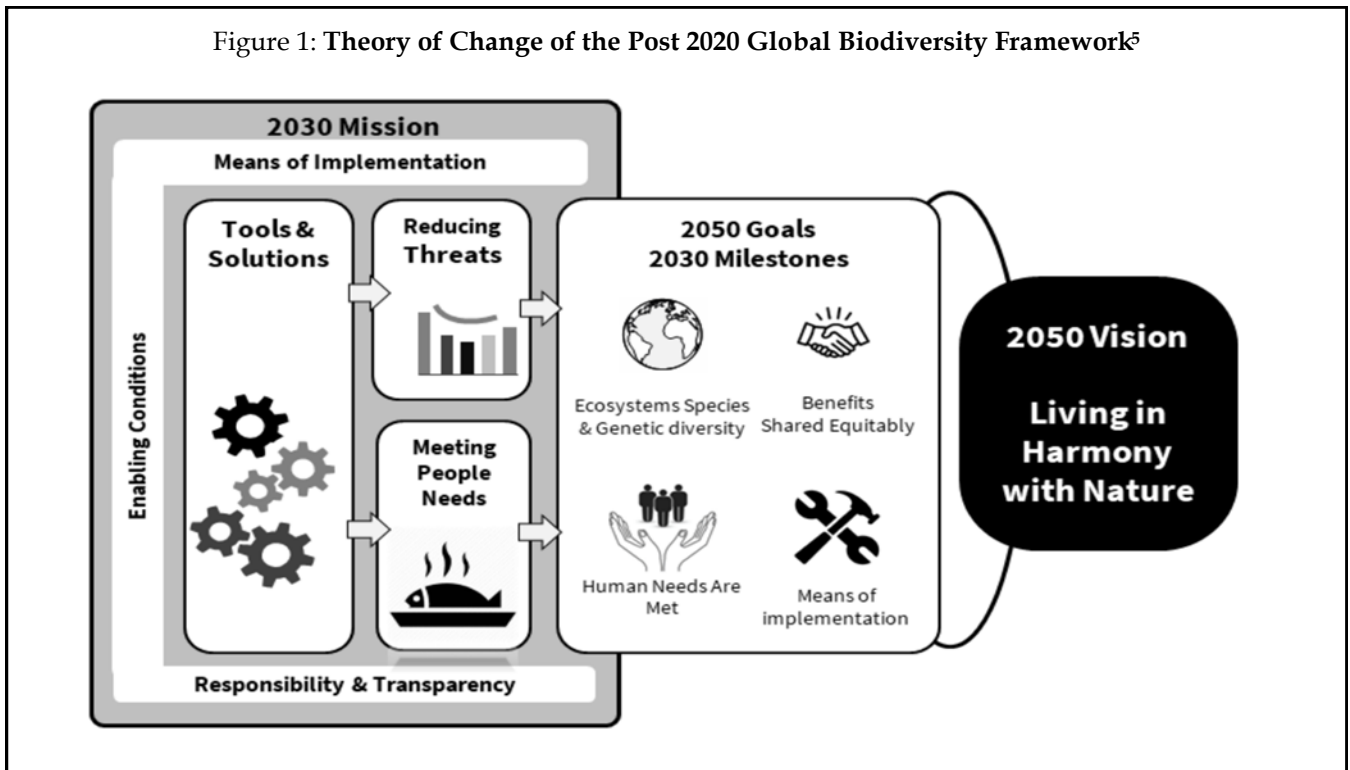 Figure 1: Theory of Change of the Post 2020 Global Biodiversity Framework⁵
2030 Mission
Means of Implementation
Enabling Conditions
Tools &
Solutions
Reducing
Threats
Meeting
People
Needs
Responsibility & Transparency
2050 Goals
2030 Milestones
Ecosystems Species
& Genetic diversity
Benefits
Shared Equitably
Human Needs Are
Met
Means of
implementation
2050 Vision
Living in
Harmony
with Nature